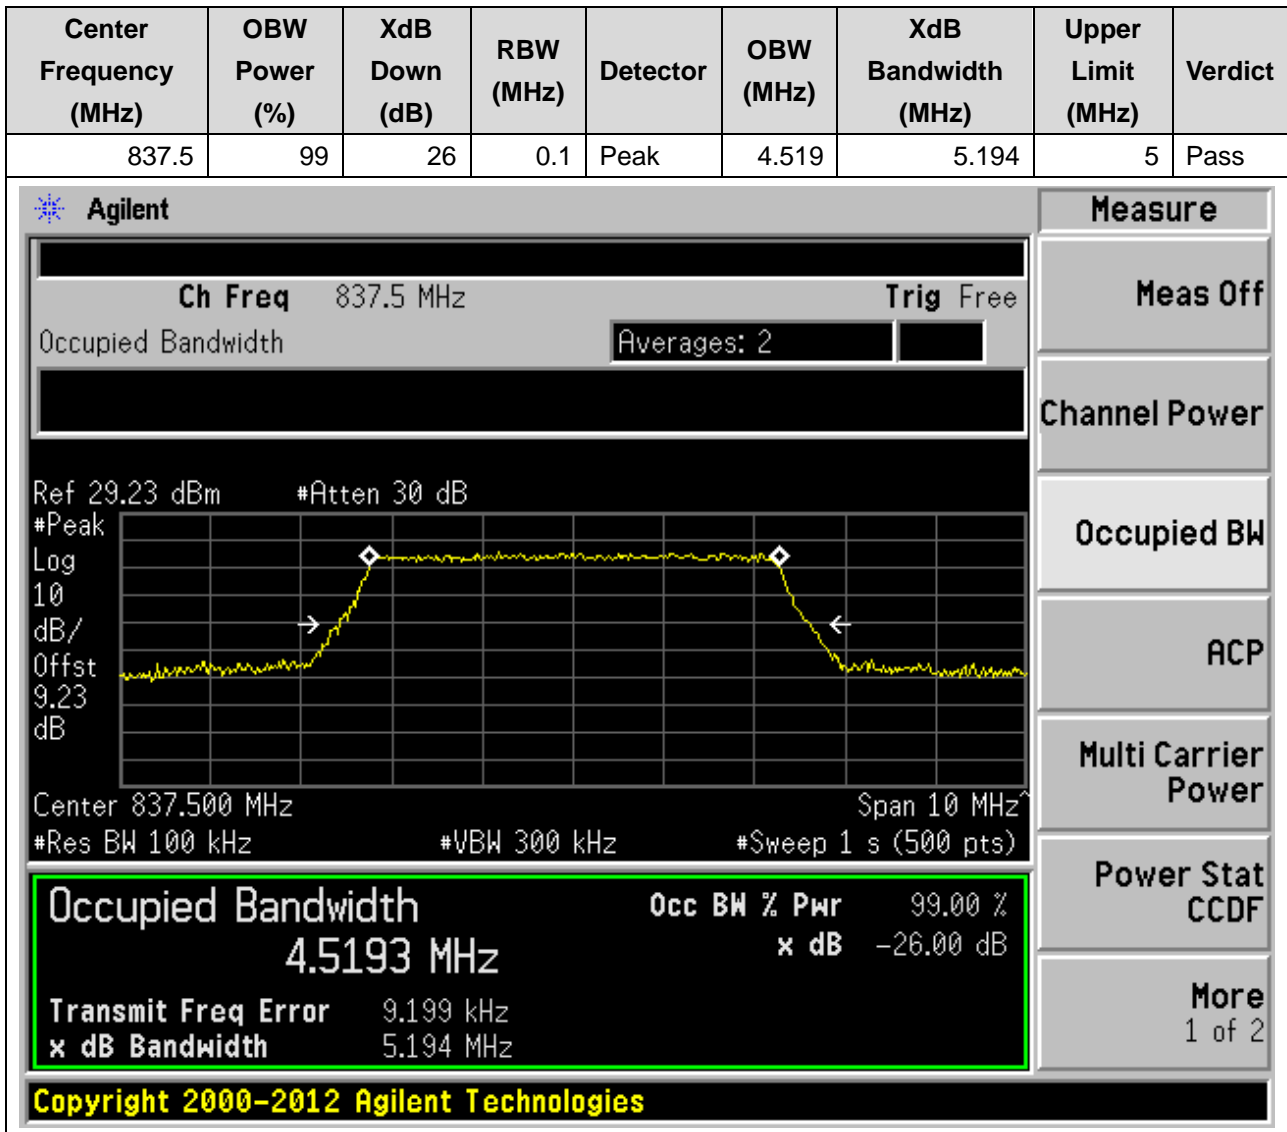 Center Frequency (MHz) OBW Power (%) XdB Down (dB) RBW (MHz) Detector OBW (MHz) XdB Bandwidth (MHz) Upper Limit (MHz) Verdict
837.5 99 26 0.1 Peak 4.519 5.194 5 Pass
Agilent
Measure
Ch Freq 837.5 MHz Trig Free
Meas Off
Occupied Bandwidth Averages: 2
Channel Power
Ref 29.23 dBm #Atten 30 dB
#Peak
Log
10
dB/
Offst
9.23
dB
Occupied BW
ACP
Multi Carrier
Power
Center 837.500 MHz Span 10 MHz^
#Res BW 100 kHz #VBW 300 kHz #Sweep 1 s (500 pts)
Power Stat
CCDF
Occupied Bandwidth Occ BW % Pwr 99.00 %
4.5193 MHz x dB -26.00 dB
Transmit Freq Error 9.199 kHz
x dB Bandwidth 5.194 MHz
More
1 of 2
Copyright 2000-2012 Agilent Technologies